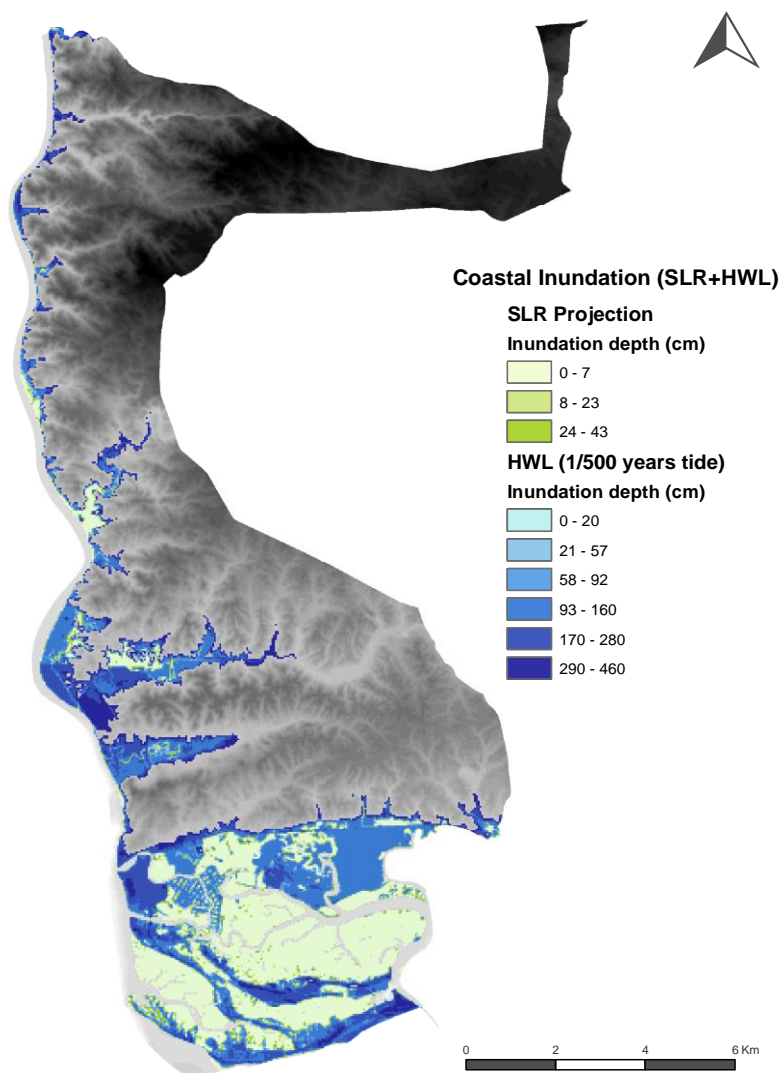 Coastal Inundation (SLR+HWL)
SLR Projection
Inundation depth (cm)
0 - 7
8 - 23
24 - 43
HWL (1/500 years tide)
Inundation depth (cm)
0 - 20
21 - 57
58 - 92
93 - 160
170 - 280
290 - 460
0 2 4 6 Km